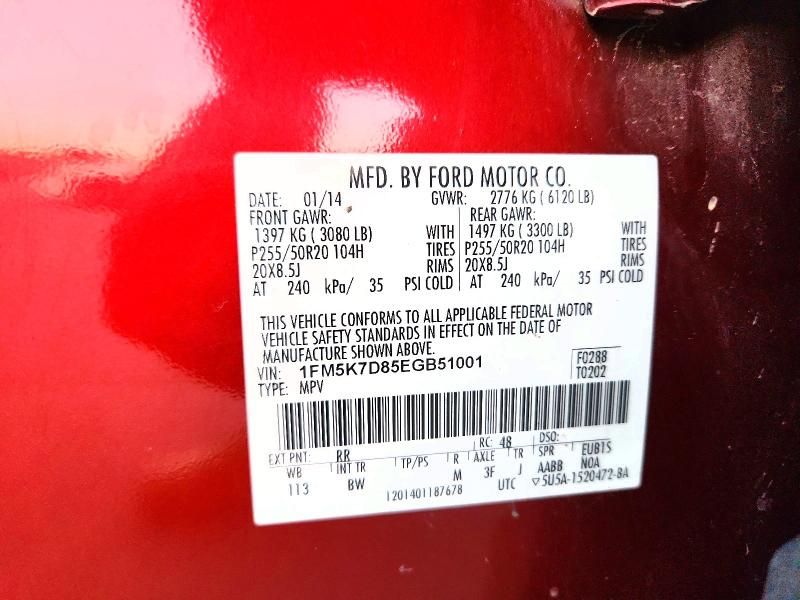 MFD. BY FORD MOTOR CO.
DATE: 01/14 GVWR: 2776 KG ( 6120 LB)
FRONT GAWR: REAR GAWR:
1397 KG ( 3080 LB) WITH 1497 KG ( 3300 LB) WITH
P255/50R20 104H TIRES P255/50R20 104H TIRES
20X8.5J RIMS 20X8.5J RIMS
AT 240 kPa/ 35 PSI COLD AT 240 kPa/ 35 PSI COLD
THIS VEHICLE CONFORMS TO ALL APPLICABLE FEDERAL MOTOR
VEHICLE SAFETY STANDARDS IN EFFECT ON THE DATE OF
MANUFACTURE SHOWN ABOVE.
VIN: 1FM5K7D85EGB51001 F0288
TYPE: MPV T0202
EXT PNT: RR RC: 48 DSO:
WB INT TR TP/PS R AXLE TR SPR EUB1S
113 BW M 3F J AABB NOA
1201401187678 UTC ▽5U5A-1520472-BA